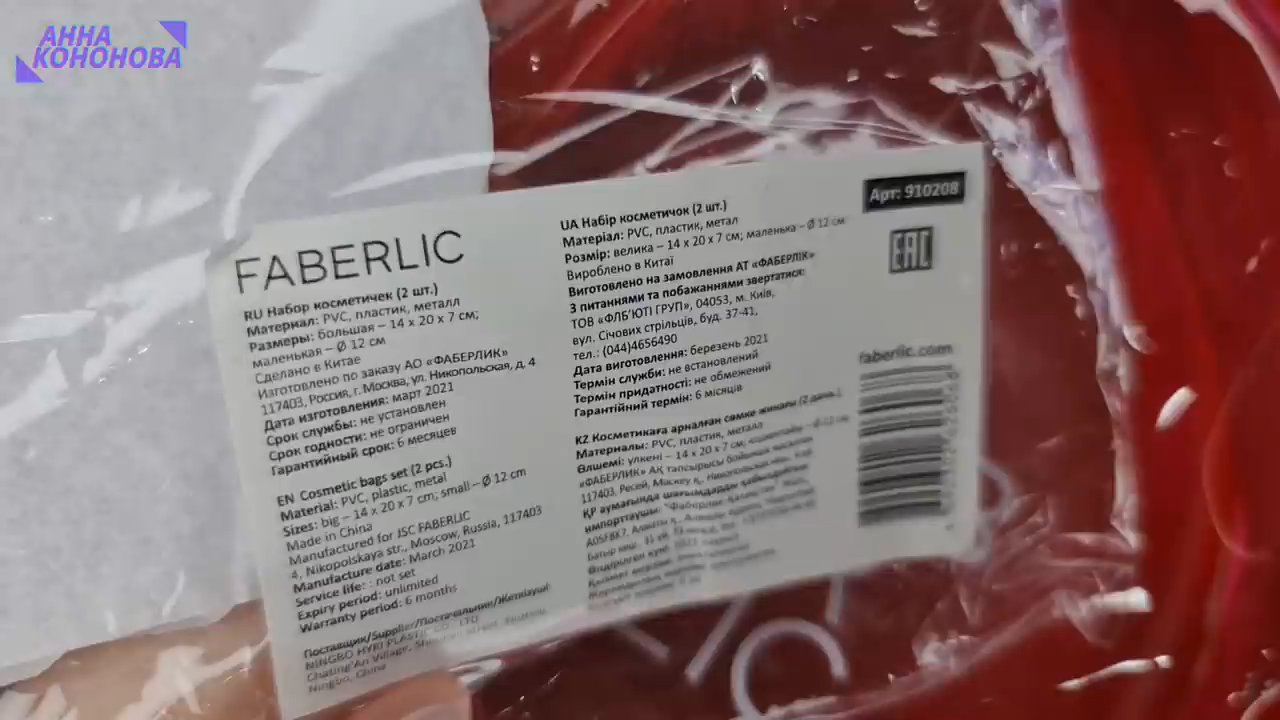 АННА
КОНОНОВА
FABERLIC
RU Набор косметичек (2 шт.)
Материал: PVC, пластик, металл
Размеры: большая – 14 х 20 х 7 см;
маленькая – Ø 12 см
Сделано в Китае
Изготовлено по заказу АО «ФАБЕРЛИК»
117403, Россия, г. Москва, ул. Никопольская, д. 4
Дата изготовления: март 2021
Срок службы: не установлен
Срок годности: не ограничен
Гарантийный срок: 6 месяцев
EN Cosmetic bags set (2 pcs.)
Material: PVC, plastic, metal
Sizes: big – 14 x 20 x 7 cm; small – Ø 12 cm
Made in China
Manufactured for JSC FABERLIC
4, Nikopolskaya str., Moscow, Russia, 117403
Manufacture date: March 2021
Service life: : not set
Expiry period: unlimited
Warranty period: 6 months
Поставщик/Supplier/Постачальник/Жеткізуші:
NINGBO HYRI PLASTIC CO., LTD
Village,
Ningbo, China
UA Набір косметичок (2 шт.)
Матеріал: PVC, пластик, метал
Розмір: велика – 14 х 20 х 7 см; маленька – Ø 12 см
Вироблено в Китаї
Виготовлено на замовлення АТ «ФАБЕРЛІК»
З питаннями та побажаннями звертатися:
ТОВ «ФЛБ'ЮТІ ГРУП», 04053, м. Київ,
вул. Січових стрільців, буд. 37-41,
тел.: (044)4656490
Дата виготовлення: березень 2021
Термін служби: не встановлений
Термін придатності: не обмежений
Гарантійний термін: 6 місяців
KZ Косметикаға арналған сөмке жинағы (2 дана.)
Материалы: PVC, пластик, металл
Өлшемі: үлкені – 14 х 20 х 7 см; – Ø 12 см
«ФАБЕРЛИК» АҚ тапсырысы бойынша
117403, Ресей, Мәскеу қ.,
ҚР аумағында шағымдарды қабылдайтын
импорттаушы:
Арт: 910208
EAC
faberlic.com